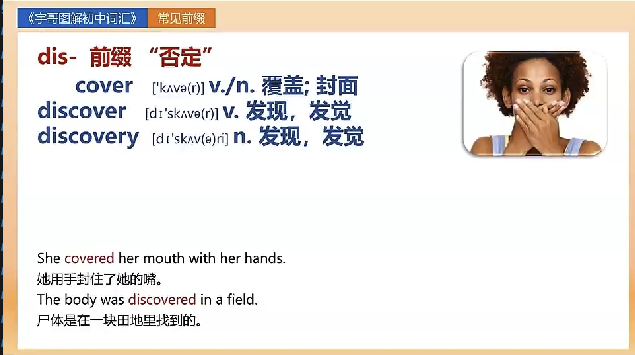 《宇哥图解初中词汇》 常见前缀
dis- 前缀 “否定”
cover ['kʌvə(r)] v./n. 覆盖; 封面
discover [dɪ'skʌvə(r)] v. 发现，发觉
discovery [dɪ'skʌv(ə)ri] n. 发现，发觉
She covered her mouth with her hands.
她用手封住了她的嘴。
The body was discovered in a field.
尸体是在一块田地里找到的。